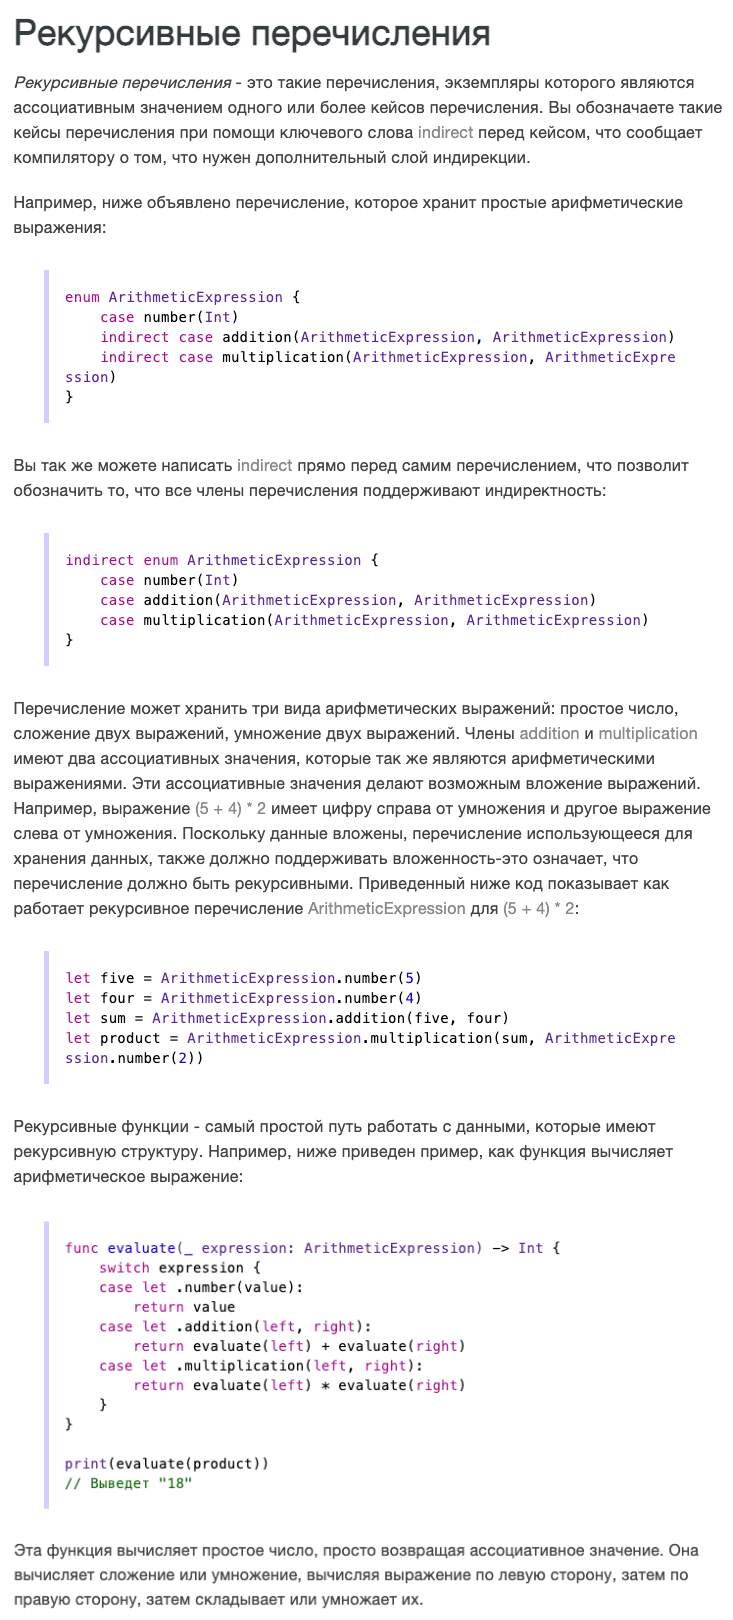 Рекурсивные перечисления
Рекурсивные перечисления - это такие перечисления, экземпляры которого являются
ассоциативным значением одного или более кейсов перечисления. Вы обозначаете такие
кейсы перечисления при помощи ключевого слова indirect перед кейсом, что сообщает
компилятору о том, что нужен дополнительный слой индирекции.
Например, ниже объявлено перечисление, которое хранит простые арифметические
выражения:
enum ArithmeticExpression {
    case number(Int)
    indirect case addition(ArithmeticExpression, ArithmeticExpression)
    indirect case multiplication(ArithmeticExpression, ArithmeticExpre
ssion)
}
Вы так же можете написать indirect прямо перед самим перечислением, что позволит
обозначить то, что все члены перечисления поддерживают индиректность:
indirect enum ArithmeticExpression {
    case number(Int)
    case addition(ArithmeticExpression, ArithmeticExpression)
    case multiplication(ArithmeticExpression, ArithmeticExpression)
}
Перечисление может хранить три вида арифметических выражений: простое число,
сложение двух выражений, умножение двух выражений. Члены addition и multiplication
имеют два ассоциативных значения, которые так же являются арифметическими
выражениями. Эти ассоциативные значения делают возможным вложение выражений.
Например, выражение (5 + 4) * 2 имеет цифру справа от умножения и другое выражение
слева от умножения. Поскольку данные вложены, перечисление использующееся для
хранения данных, также должно поддерживать вложенность-это означает, что
перечисление должно быть рекурсивными. Приведенный ниже код показывает как
работает рекурсивное перечисление ArithmeticExpression для (5 + 4) * 2:
let five = ArithmeticExpression.number(5)
let four = ArithmeticExpression.number(4)
let sum = ArithmeticExpression.addition(five, four)
let product = ArithmeticExpression.multiplication(sum, ArithmeticExpre
ssion.number(2))
Рекурсивные функции - самый простой путь работать с данными, которые имеют
рекурсивную структуру. Например, ниже приведен пример, как функция вычисляет
арифметическое выражение:
func evaluate(_ expression: ArithmeticExpression) -> Int {
    switch expression {
    case let .number(value):
        return value
    case let .addition(left, right):
        return evaluate(left) + evaluate(right)
    case let .multiplication(left, right):
        return evaluate(left) * evaluate(right)
    }
}
print(evaluate(product))
// Выведет "18"
Эта функция вычисляет простое число, просто возвращая ассоциативное значение. Она
вычисляет сложение или умножение, вычисляя выражение по левую сторону, затем по
правую сторону, затем складывает или умножает их.